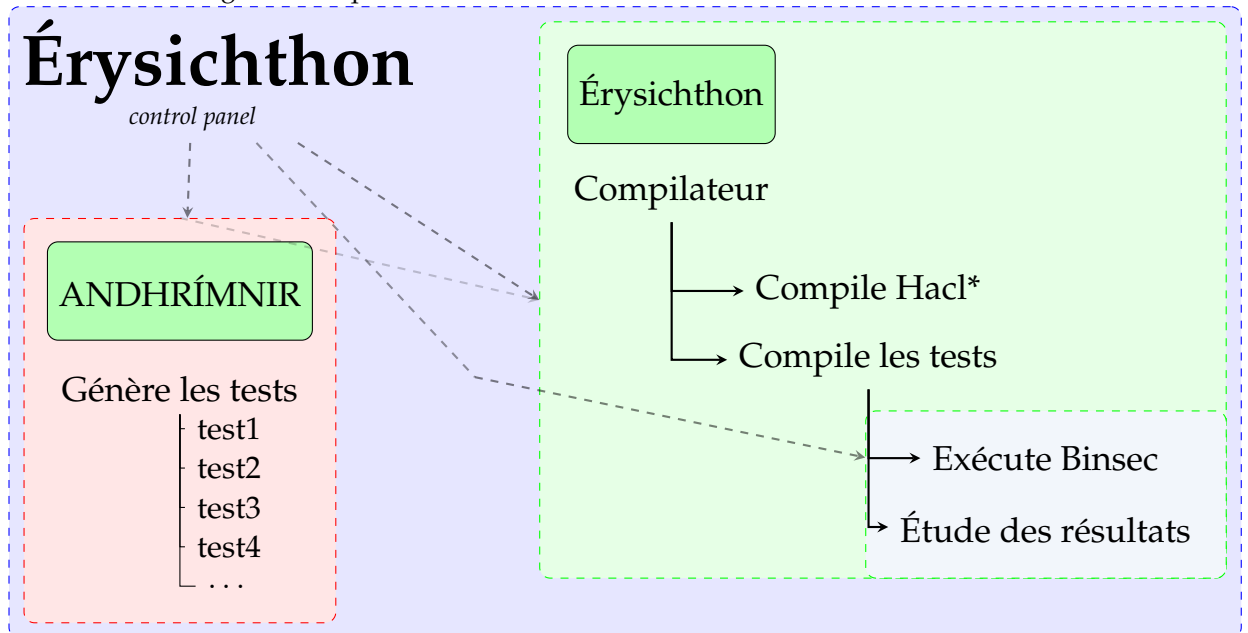 Érysichthon
control panel
ANDHRÍMNIR
Génère les tests
test1
test2
test3
test4
· · ·
Érysichthon
Compilateur
Compile Hacl*
Compile les tests
Exécute Binsec
Étude des résultats